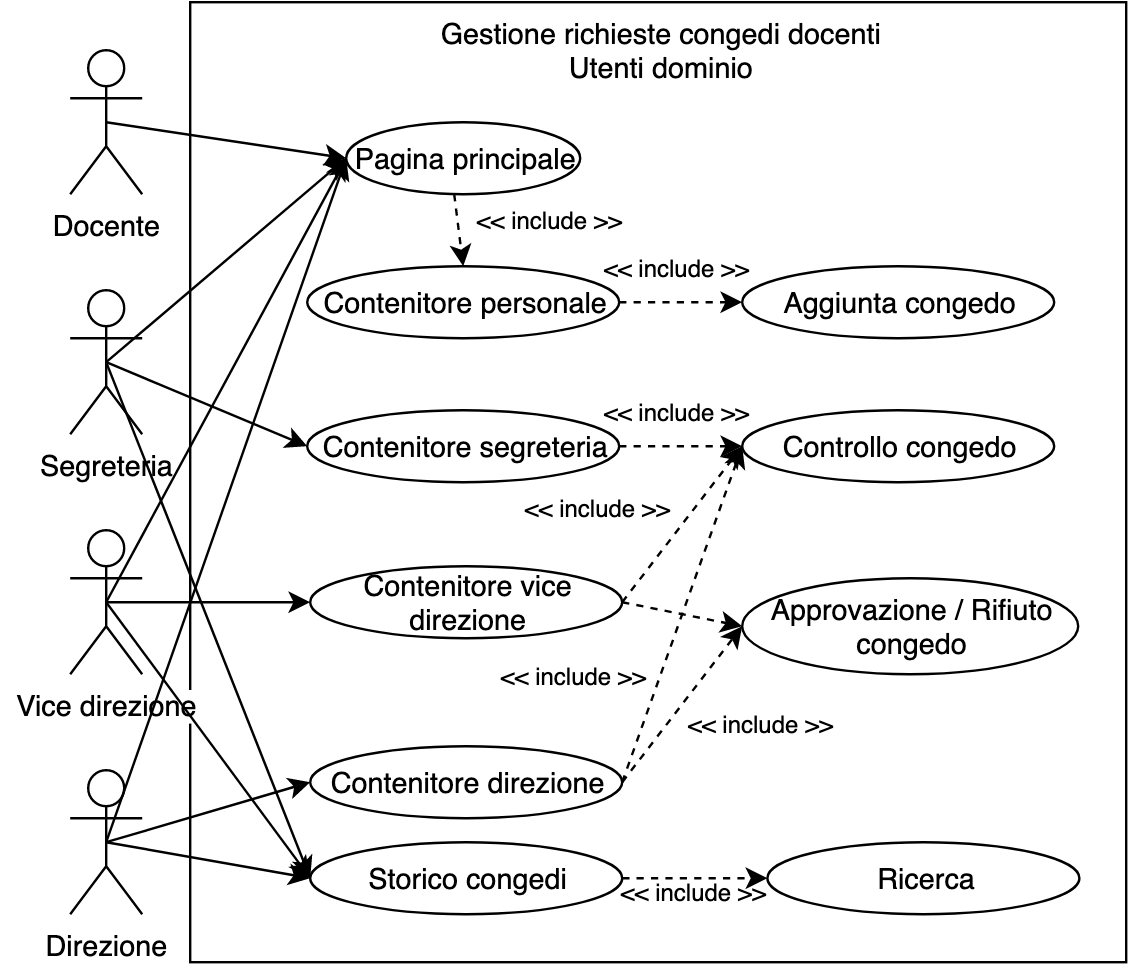 Gestione richieste congedi docenti
Utenti dominio
Docente
Pagina principale
<< include >>
<< include >>
Contenitore personale
Aggiunta congedo
Segreteria
<< include >>
Contenitore segreteria
Controllo congedo
<< include >>
Vice direzione
Contenitore vice
direzione
Approvazione / Rifiuto
congedo
<< include >>
<< include >>
Direzione
Contenitore direzione
Storico congedi
<< include >>
Ricerca